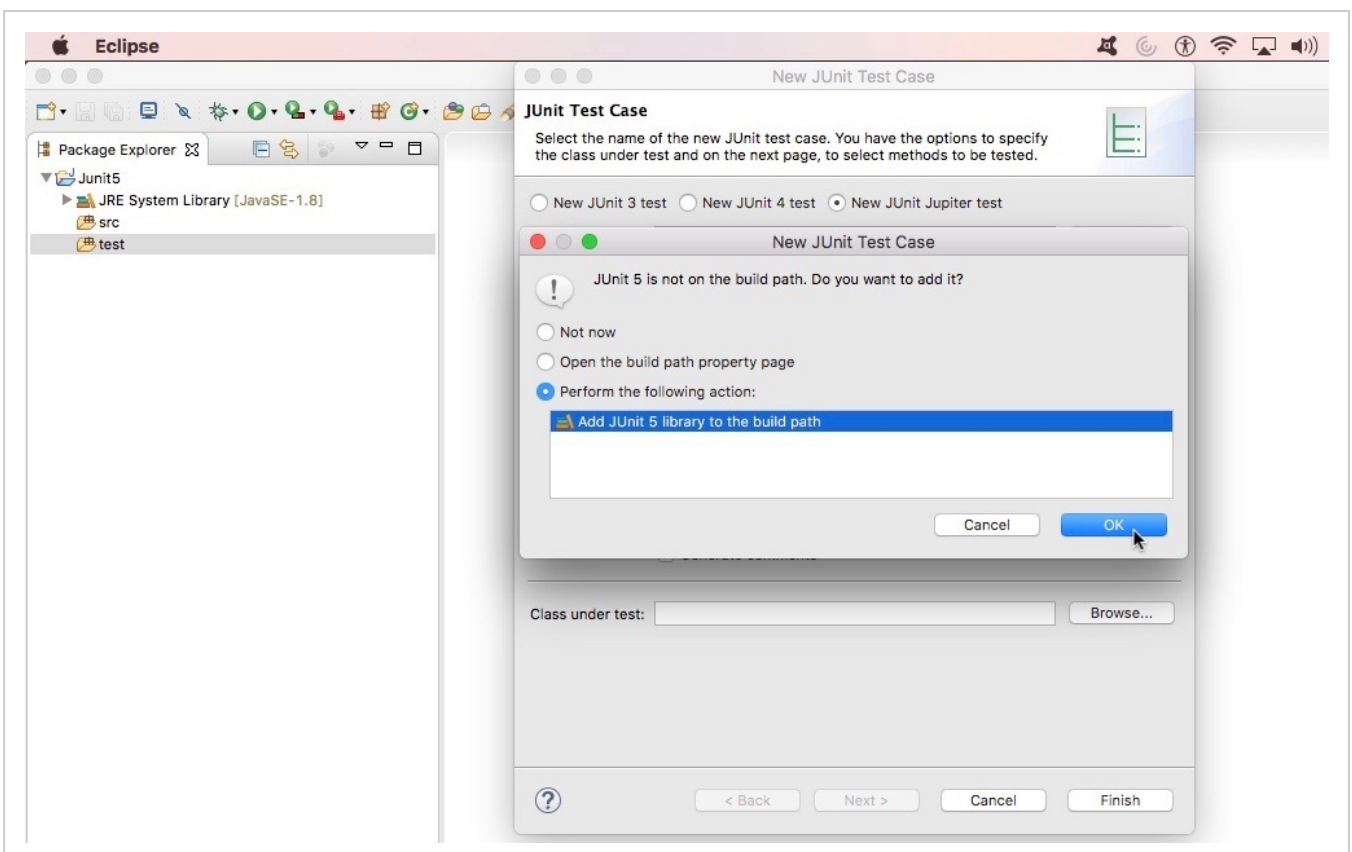 Eclipse
New JUnit Test Case
JUnit Test Case
Select the name of the new JUnit test case. You have the options to specify
the class under test and on the next page, to select methods to be tested.
New JUnit 3 test New JUnit 4 test New JUnit Jupiter test
Package Explorer
Junit5
JRE System Library [JavaSE-1.8]
src
test
New JUnit Test Case
JUnit 5 is not on the build path. Do you want to add it?
Not now
Open the build path property page
Perform the following action:
Add JUnit 5 library to the build path
Cancel OK
Class under test: Browse...
? < Back Next > Cancel Finish